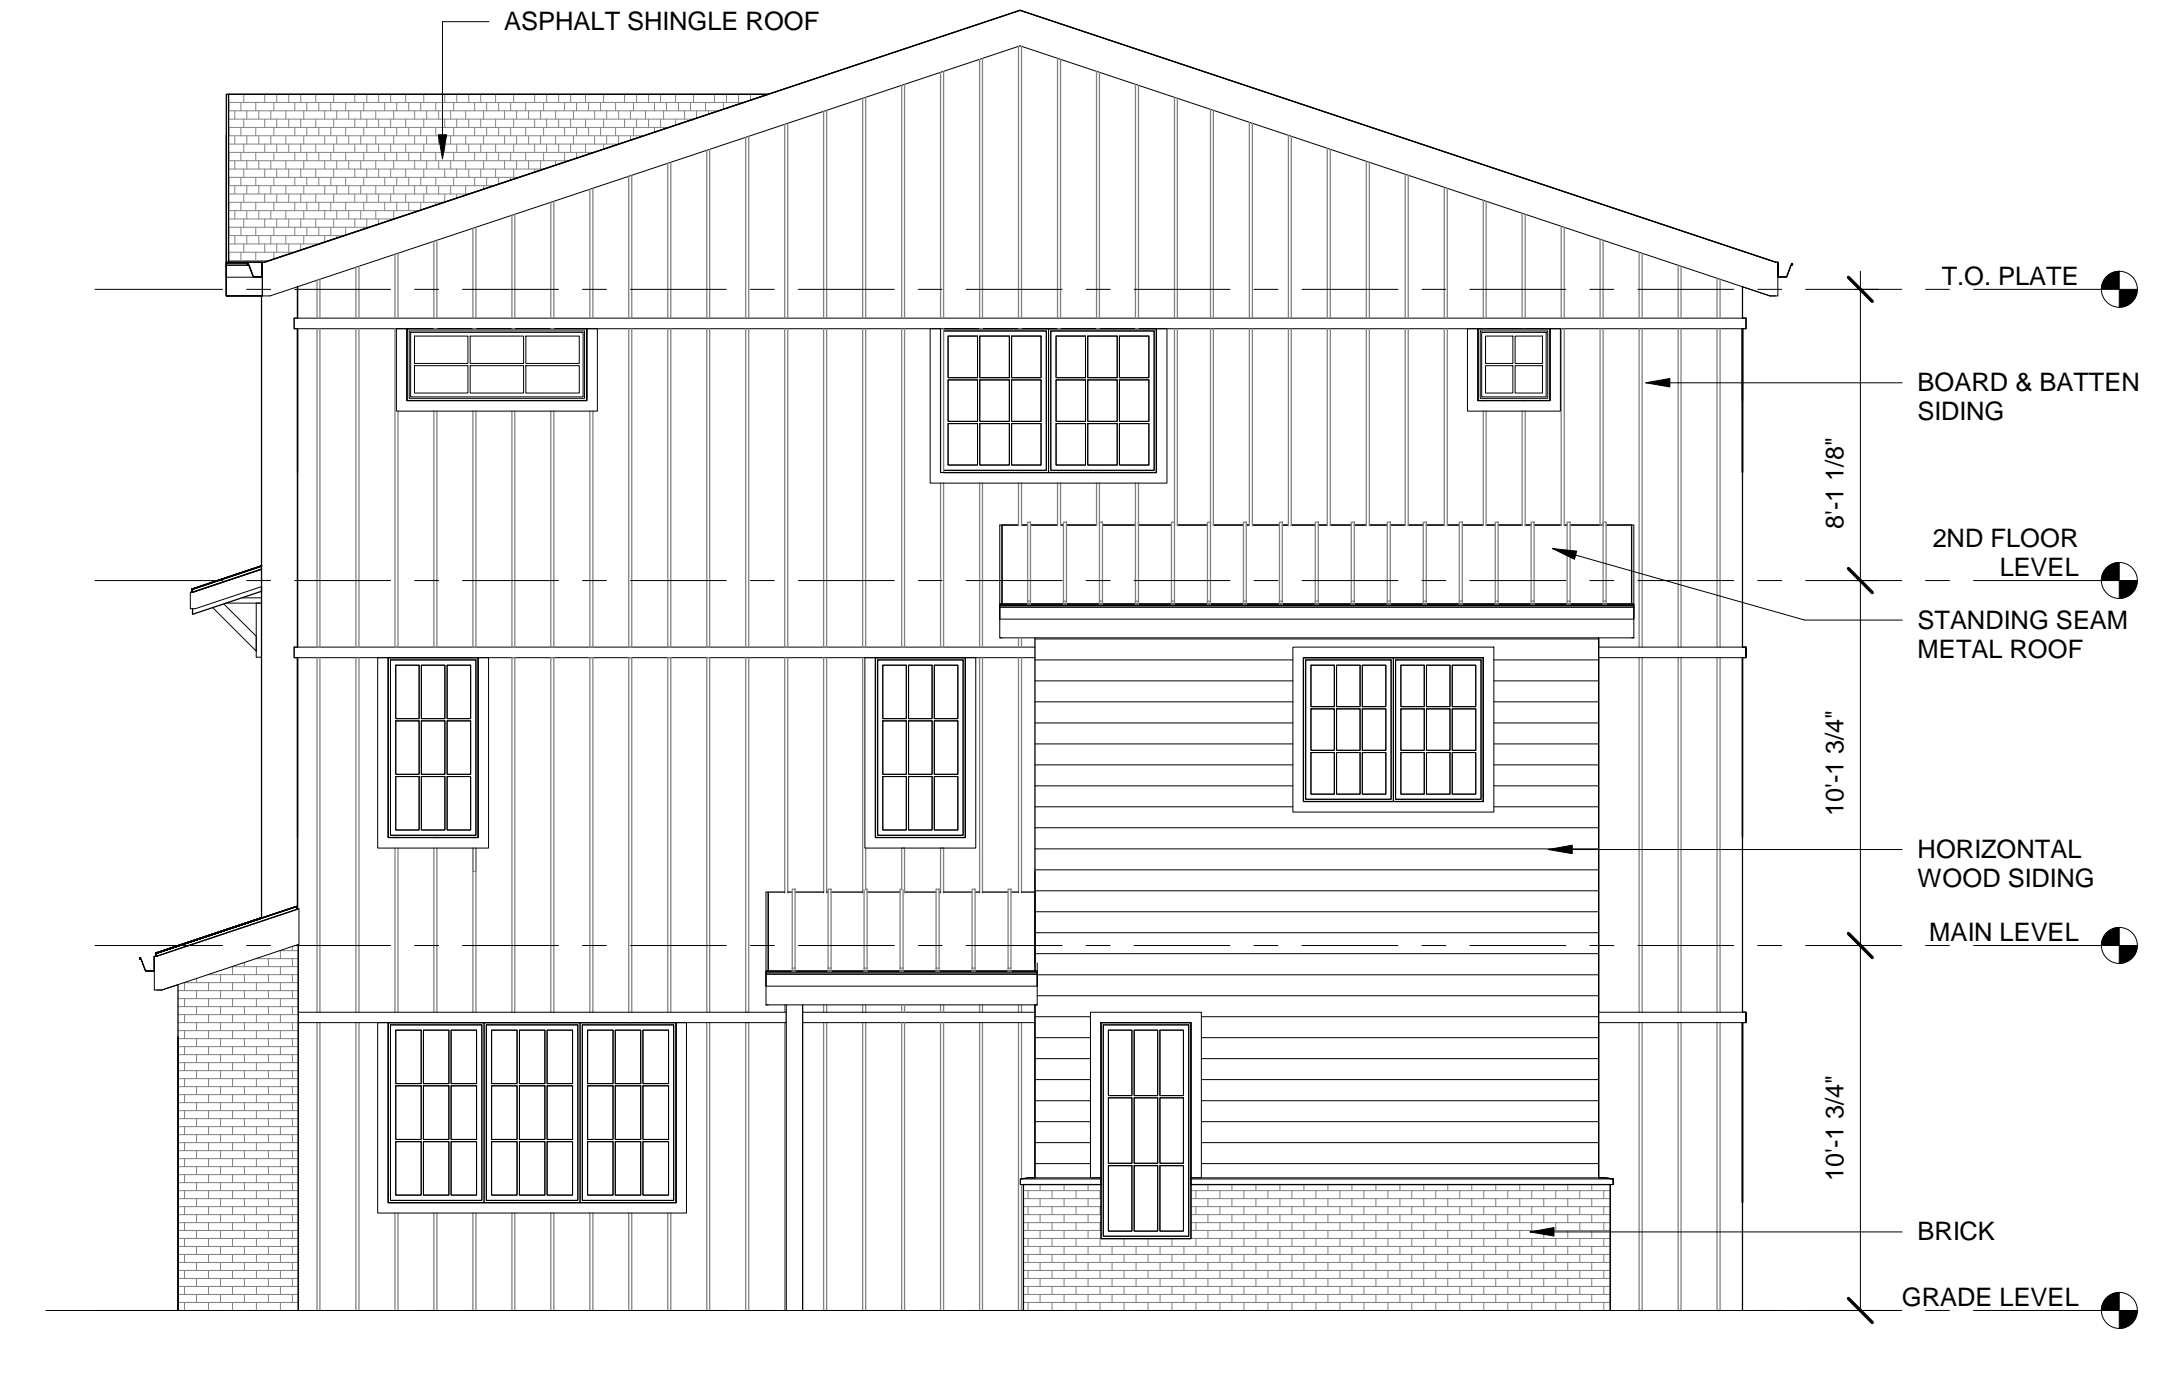 ASPHALT SHINGLE ROOF
T.O. PLATE
BOARD & BATTEN
SIDING
8'-1 1/8"
2ND FLOOR
LEVEL
STANDING SEAM
METAL ROOF
10'-1 3/4"
HORIZONTAL
WOOD SIDING
MAIN LEVEL
10'-1 3/4"
BRICK
GRADE LEVEL